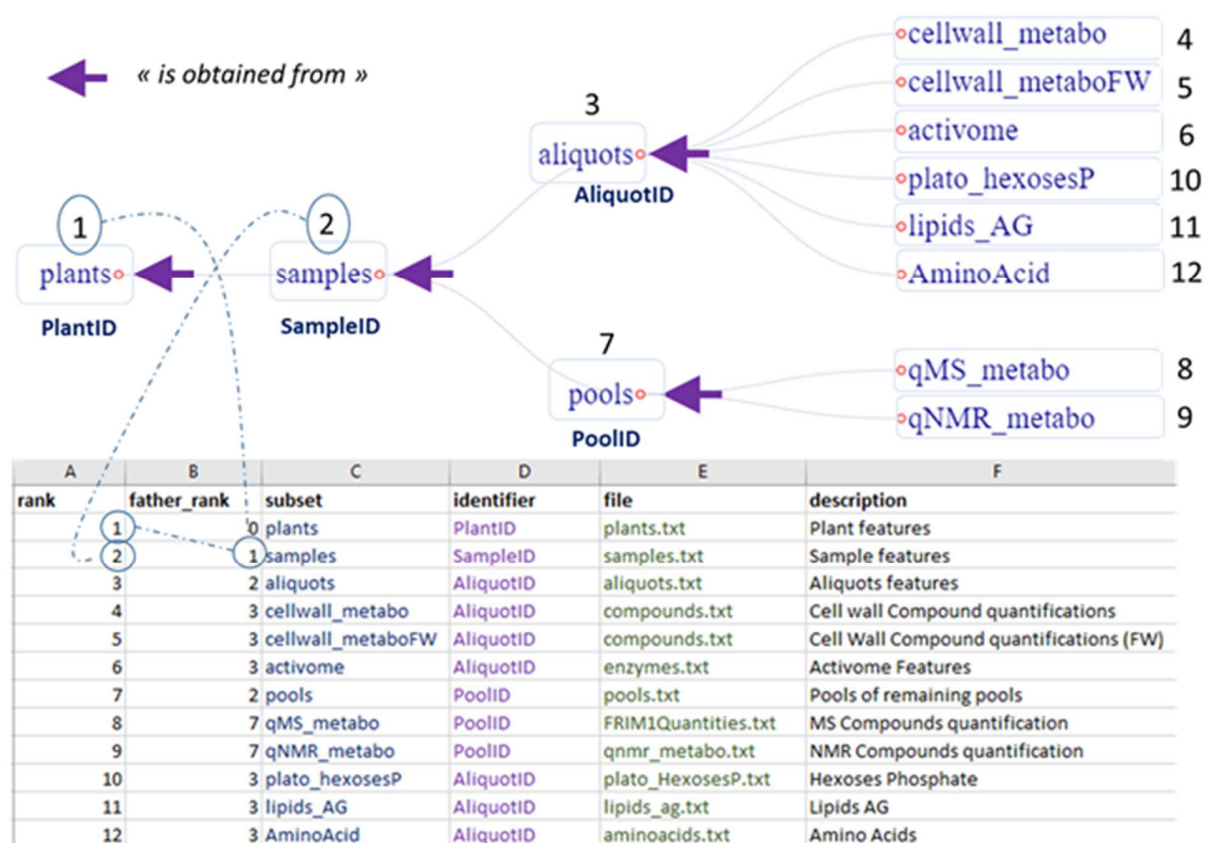 « is obtained from »
1
plants
PlantID
2
samples
SampleID
3
aliquots
AliquotID
cellwall_metabo 4
cellwall_metaboFW 5
activome 6
plato_hexosesP 10
lipids_AG 11
AminoAcid 12
7
pools
PoolID
qMS_metabo 8
qNMR_metabo 9
A B C D E F
rank father_rank subset identifier file description
1 0 plants PlantID plants.txt Plant features
2 1 samples SampleID samples.txt Sample features
3 2 aliquots AliquotID aliquots.txt Aliquots features
4 3 cellwall_metabo AliquotID compounds.txt Cell wall Compound quantifications
5 3 cellwall_metaboFW AliquotID compounds.txt Cell Wall Compound quantifications (FW)
6 3 activome AliquotID enzymes.txt Activome Features
7 2 pools PoolID pools.txt Pools of remaining pools
8 7 qMS_metabo PoolID FRIM1Quantities.txt MS Compounds quantification
9 7 qNMR_metabo PoolID qnmr_metabo.txt NMR Compounds quantification
10 3 plato_hexosesP AliquotID plato_HexosesP.txt Hexoses Phosphate
11 3 lipids_AG AliquotID lipids_ag.txt Lipids AG
12 3 AminoAcid AliquotID aminoacids.txt Amino Acids